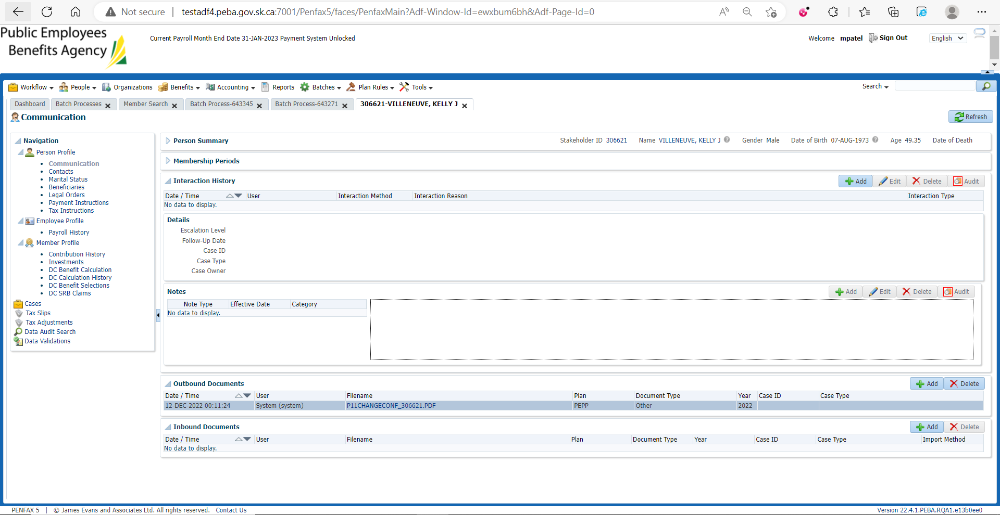 Not secure | testadf4.peba.gov.sk.ca:7001/Penfax5/faces/PenfaxMain?Adf-Window-Id=ewxbum6bh&Adf-Page-Id=0
Public Employees
Benefits Agency
Current Payroll Month End Date 31-JAN-2023 Payment System Unlocked
Welcome mpatel Sign Out English
Workflow People Organizations Benefits Accounting Reports Batches Plan Rules Tools Search
Dashboard Batch Processes Member Search Batch Process-643345 Batch Process-643271 306621-VILLENEUVE, KELLY J
Communication
Refresh
Navigation
Person Profile
Communication
Contacts
Marital Status
Beneficiaries
Legal Orders
Payment Instructions
Tax Instructions
Employee Profile
Payroll History
Member Profile
Contribution History
Investments
DC Benefit Calculation
DC Calculation History
DC Benefit Selections
DC SRB Claims
Cases
Tax Slips
Tax Adjustments
Data Audit Search
Data Validations
Person Summary Stakeholder ID 306621 Name VILLENEUVE, KELLY J Gender Male Date of Birth 07-AUG-1973 Age 49.35 Date of Death
Membership Periods
Interaction History Add Edit Delete Audit
Date / Time User Interaction Method Interaction Reason Interaction Type
No data to display.
Details
Escalation Level
Follow-Up Date
Case ID
Case Type
Case Owner
Notes Add Edit Delete Audit
Note Type Effective Date Category
No data to display.
Outbound Documents Add Delete
Date / Time User Filename Plan Document Type Year Case ID Case Type
12-DEC-2022 00:11:24 System (system) P11CHANGECONF_306621.PDF PEPP Other 2022
Inbound Documents Add Delete
Date / Time User Filename Plan Document Type Year Case ID Case Type Import Method
No data to display.
PENFAX 5 | © James Evans and Associates Ltd. All rights reserved. Contact Us
Version 22.4.1.PEBA.RQA1.e13b0ee0